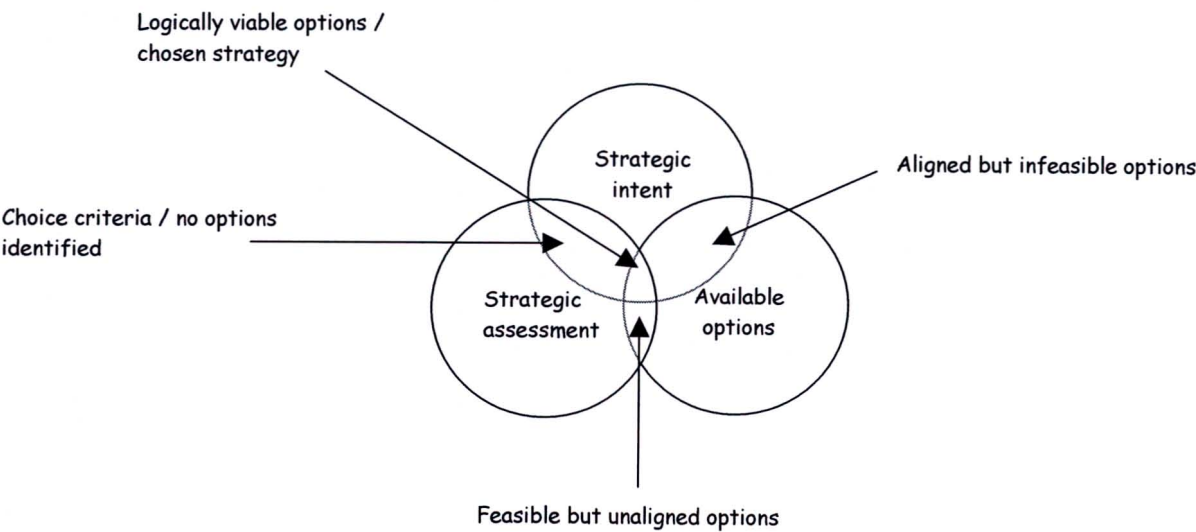 Logically viable options /
chosen strategy
Strategic
intent
Aligned but infeasible options
Choice criteria / no options
identified
Strategic
assessment
Available
options
Feasible but unaligned options